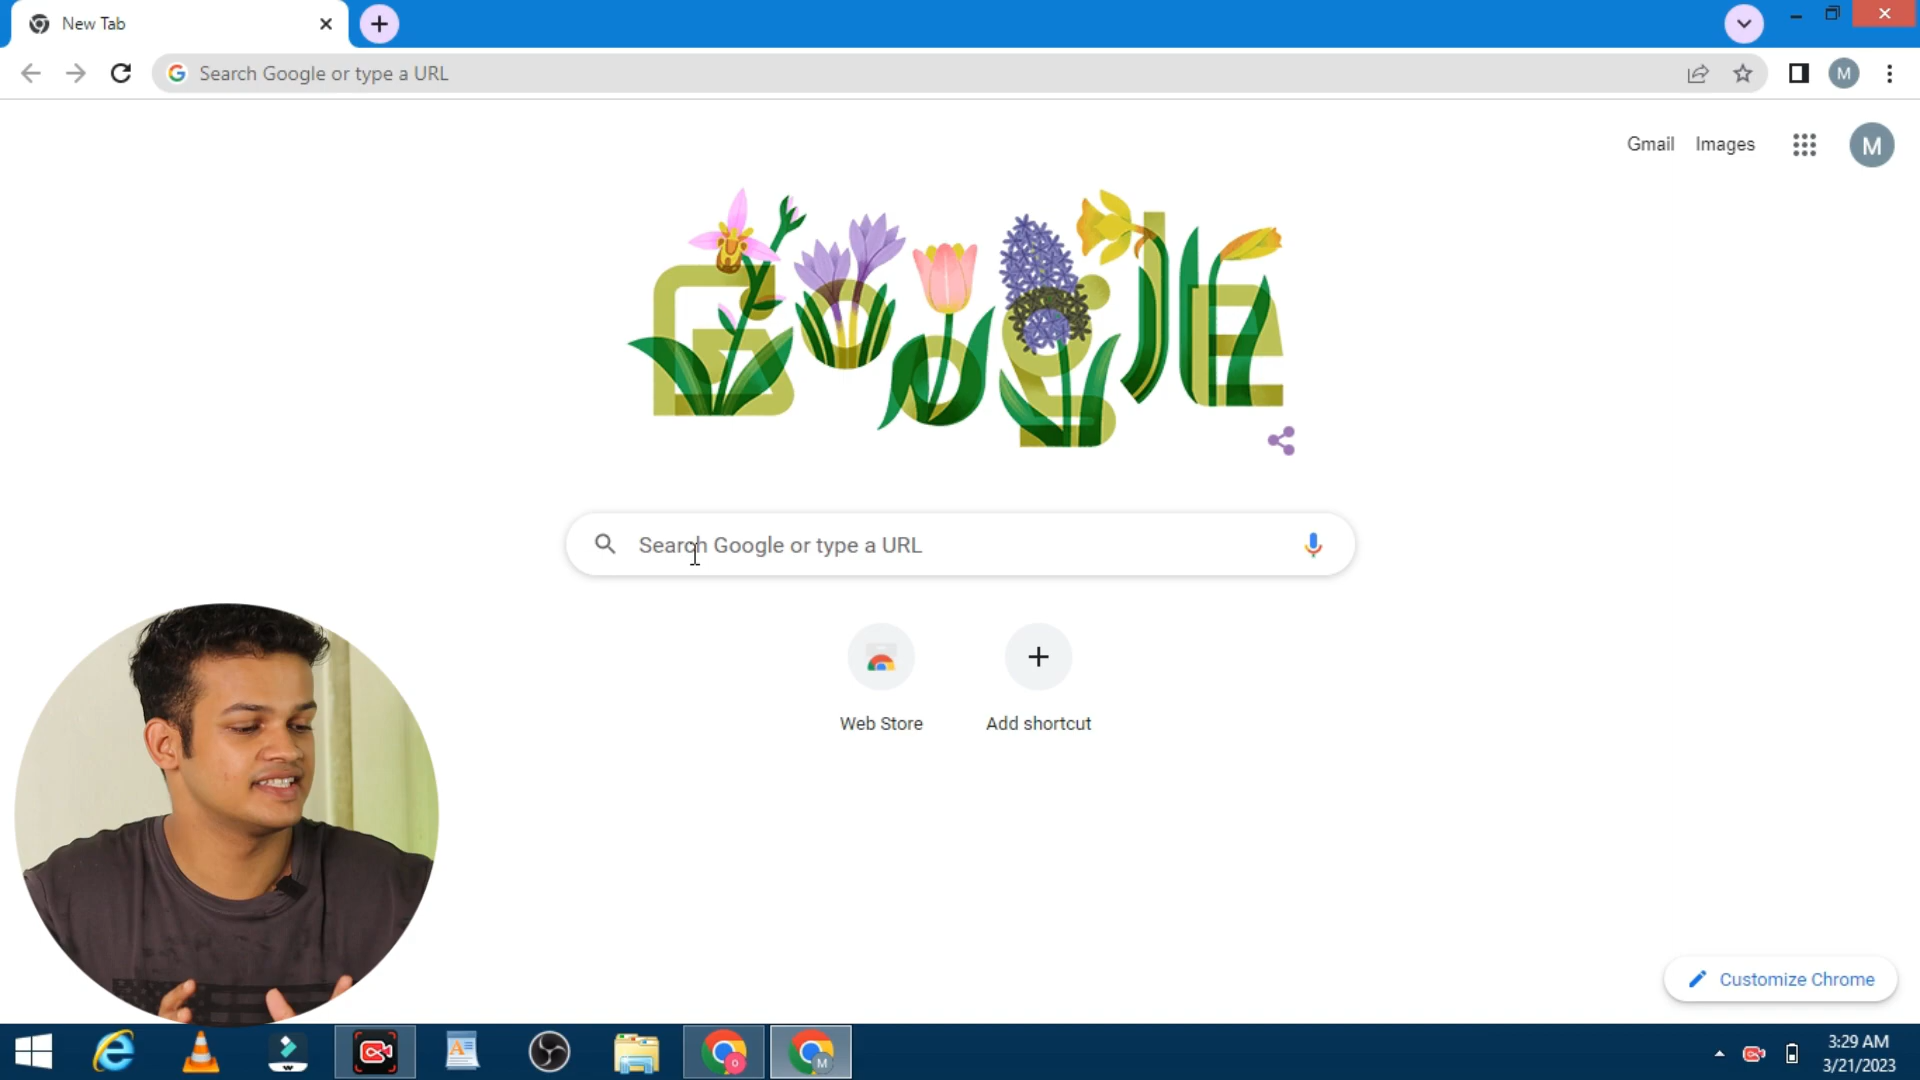 New Tab
Search Google or type a URL
M
Gmail Images
M
Google
Search Google or type a URL
Web Store
Add shortcut
Customize Chrome
3:29 AM
3/21/2023